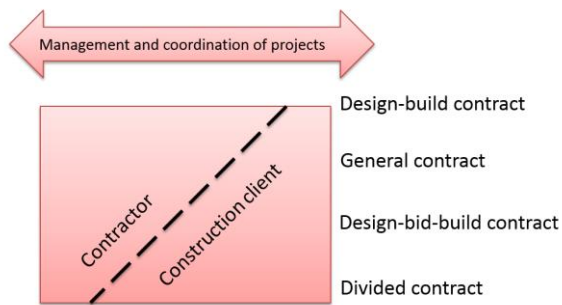 Management and coordination of projects
Design-build contract
General contract
Contractor
Construction client
Design-bid-build contract
Divided contract